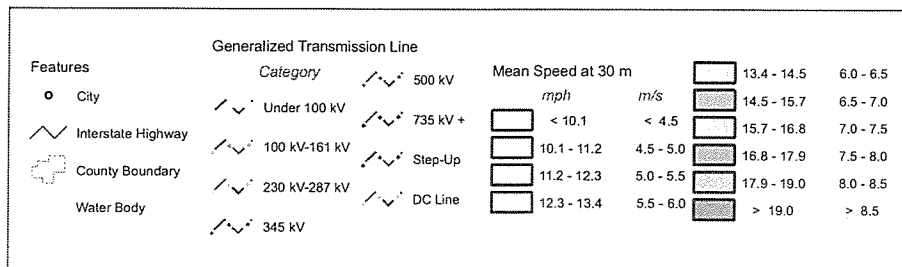 Features
City
Interstate Highway
County Boundary
Water Body
Generalized Transmission Line
Category
Under 100 kV
100 kV-161 kV
230 kV-287 kV
345 kV
500 kV
735 kV +
Step-Up
DC Line
Mean Speed at 30 m
mph m/s
< 10.1 < 4.5
10.1 - 11.2 4.5 - 5.0
11.2 - 12.3 5.0 - 5.5
12.3 - 13.4 5.5 - 6.0
13.4 - 14.5 6.0 - 6.5
14.5 - 15.7 6.5 - 7.0
15.7 - 16.8 7.0 - 7.5
16.8 - 17.9 7.5 - 8.0
17.9 - 19.0 8.0 - 8.5
> 19.0 > 8.5